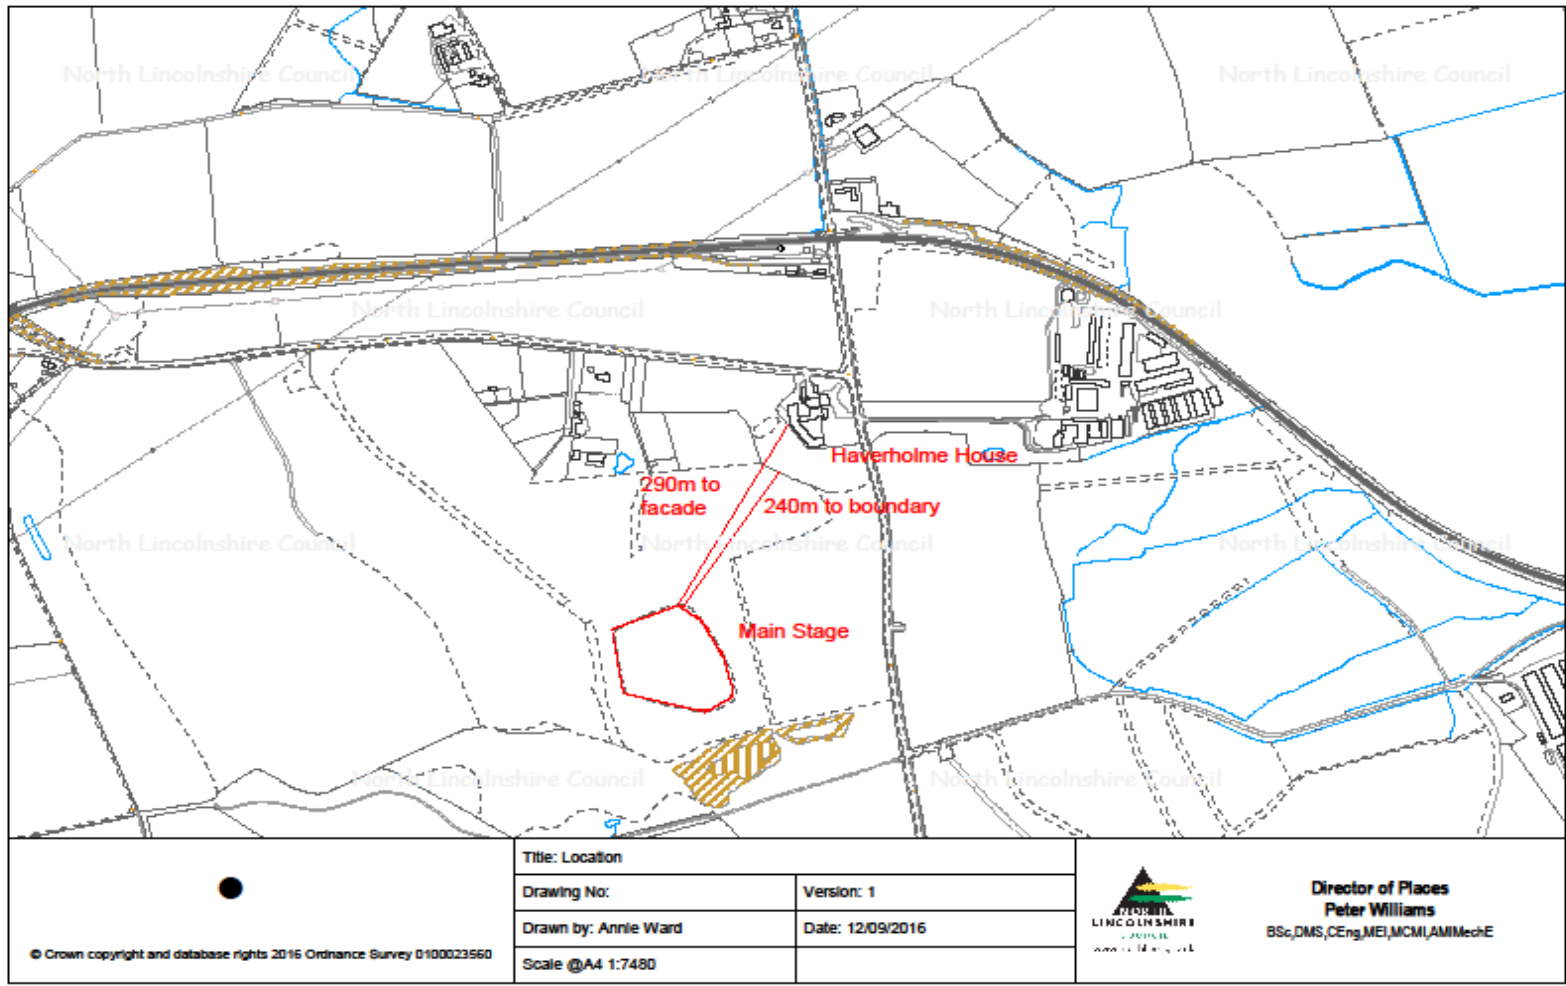 North Lincolnshire Council
North Lincolnshire Council
North Lincolnshire Council
North Lincolnshire Council
North Lincolnshire Council
Haverholme House
290m to
facade
240m to boundary
North Lincolnshire Council
North Lincolnshire Council
North Lincolnshire Council
Main Stage
North Lincolnshire Council
North Lincolnshire Council
© Crown copyright and database rights 2016 Ordnance Survey 0100023560
Title: Location
Drawing No:
Version: 1
Drawn by: Annie Ward
Date: 12/09/2016
Scale @A4 1:7480
NORTH
LINCOLNSHIRE
COUNCIL
Director of Places
Peter Williams
BSc,DMS,CEng,MEI,MCMI,AMIMechE